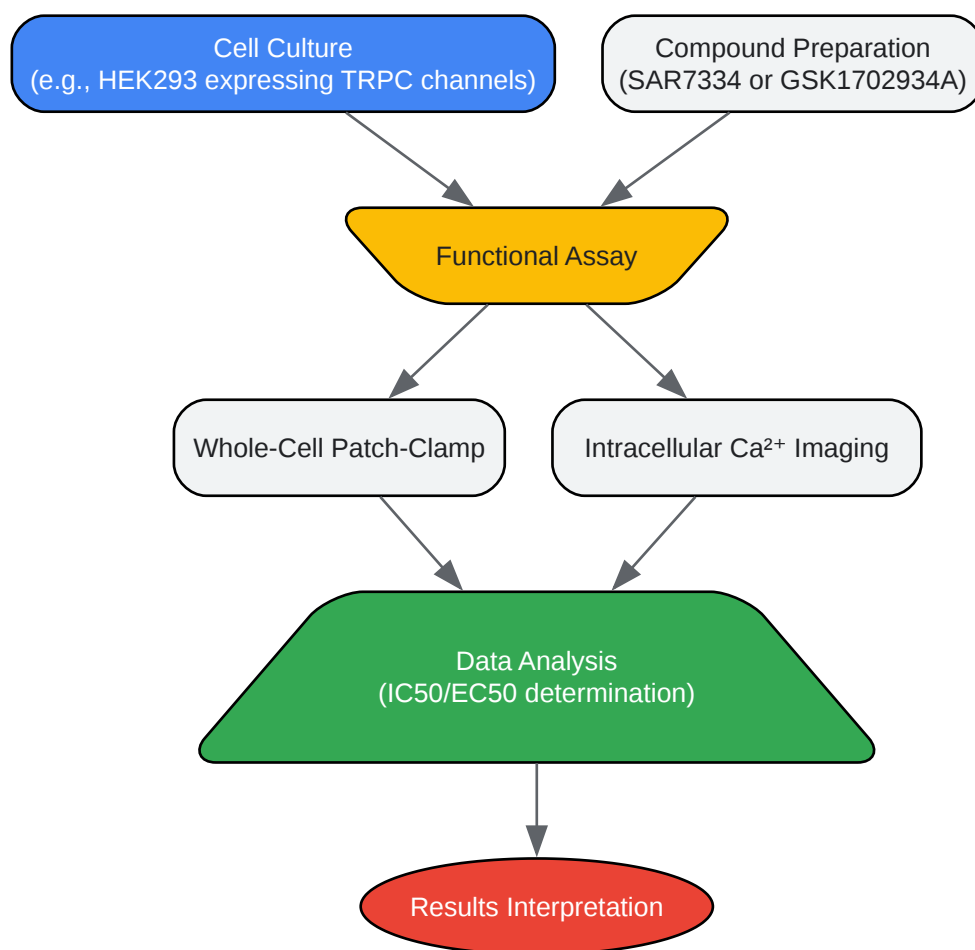 Cell Culture
(e.g., HEK293 expressing TRPC channels)
Compound Preparation
(SAR7334 or GSK1702934A)
Functional Assay
Whole-Cell Patch-Clamp
Intracellular Ca²⁺ Imaging
Data Analysis
(IC50/EC50 determination)
Results Interpretation